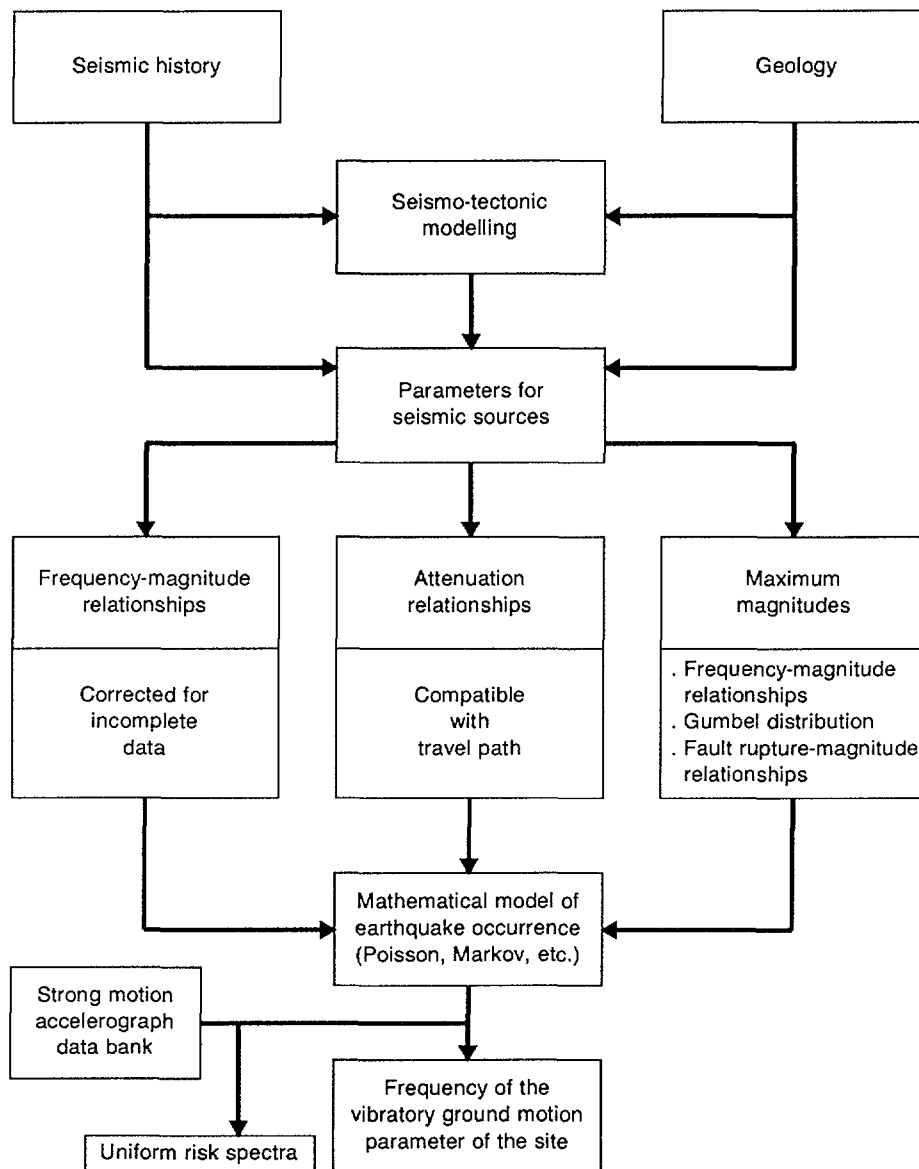 Seismic history
Geology
Seismo-tectonic
modelling
Parameters for
seismic sources
Frequency-magnitude
relationships
Corrected for
incomplete
data
Attenuation
relationships
Compatible
with
travel path
Maximum
magnitudes
. Frequency-magnitude
relationships
. Gumbel distribution
. Fault rupture-magnitude
relationships
Mathematical model of
earthquake occurrence
(Poisson, Markov, etc.)
Strong motion
accelerograph
data bank
Uniform risk spectra
Frequency of the
vibratory ground motion
parameter of the site